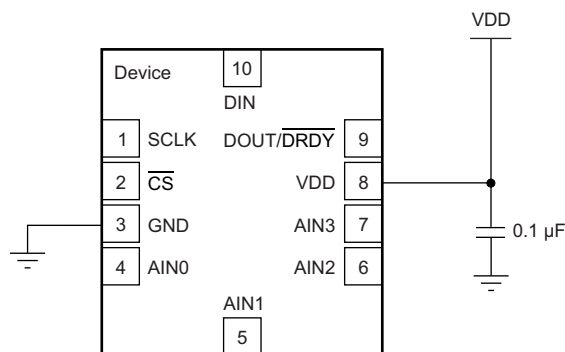 VDD
Device
10
DIN
1 SCLK DOUT/DRDY 9
2 CS VDD 8
3 GND AIN3 7
0.1 µF
4 AIN0 AIN2 6
AIN1
5